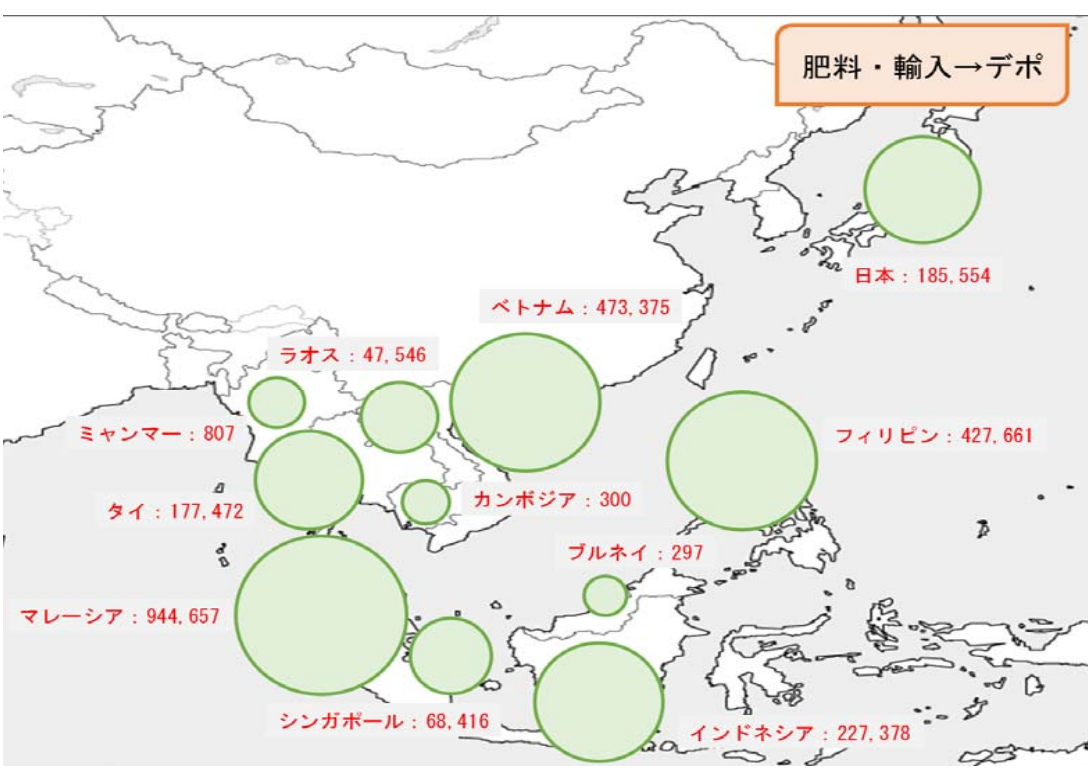 肥料・輸入→デポ
日本：185,554
ベトナム：473,375
ラオス：47,546
ミャンマー：807
フィリピン：427,661
タイ：177,472
カンボジア：300
ブルネイ：297
マレーシア：944,657
シンガポール：68,416
インドネシア：227,378